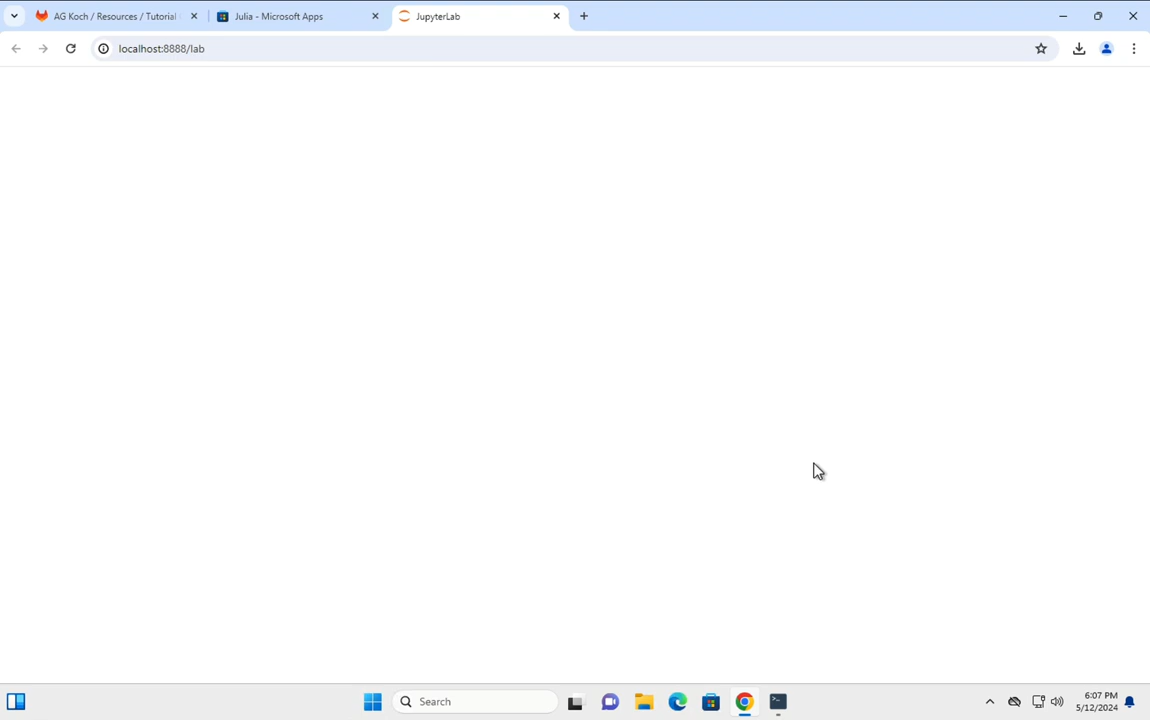 AG Koch / Resources / Tutorial
Julia - Microsoft Apps
JupyterLab
localhost:8888/lab
Search
6:07 PM
5/12/2024